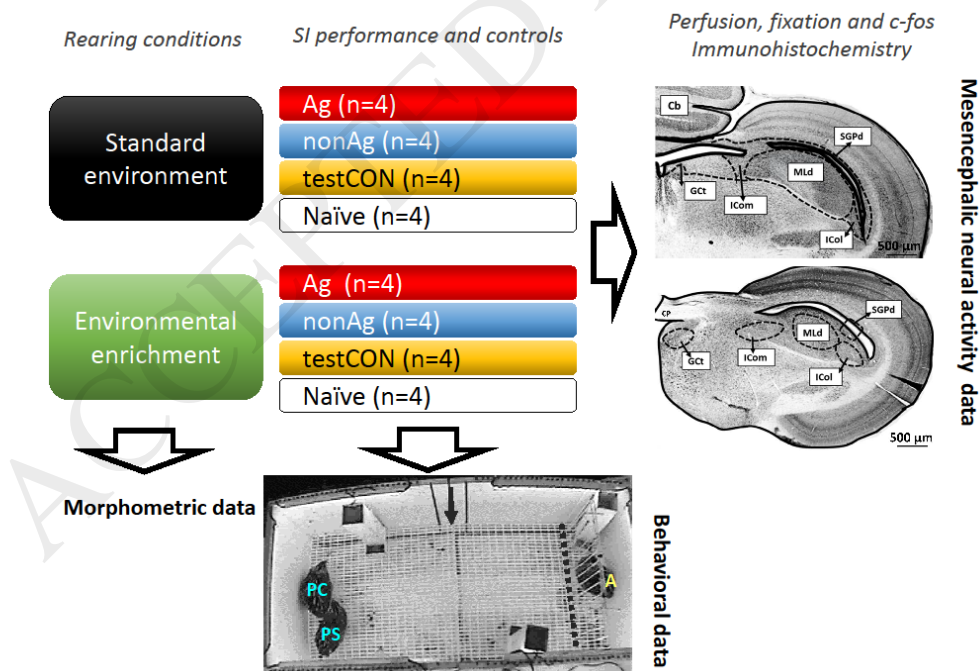 Rearing conditions
SI performance and controls
Perfusion, fixation and c-fos
Immunohistochemistry
Standard
environment
Ag (n=4)
nonAg (n=4)
testCON (n=4)
Naïve (n=4)
Environmental
enrichment
Ag (n=4)
nonAg (n=4)
testCON (n=4)
Naïve (n=4)
Cb
SGPd
MLd
GCt
ICom
ICol
500 µm
CP
SGPd
MLd
GCt
ICom
ICol
500 µm
Mesencephalic neural activity data
Morphometric data
PC
PS
A
Behavioral data
ACCEPTED